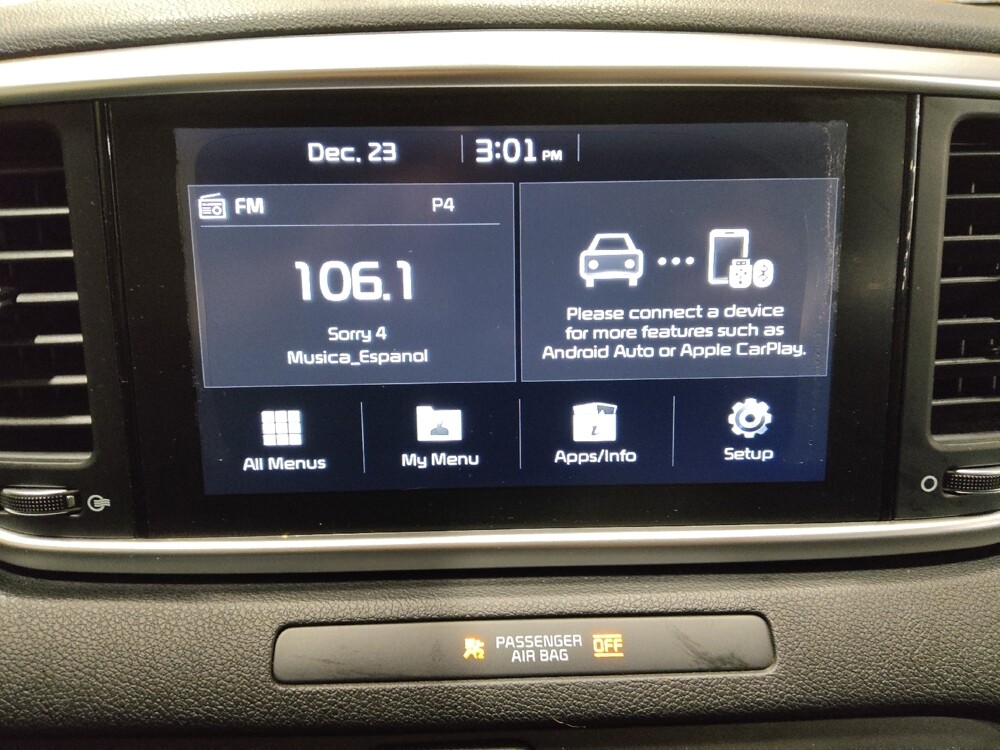 Dec. 23 3:01 PM
FM P4
106.1
Sorry 4
Musica_Espanol
Please connect a device
for more features such as
Android Auto or Apple CarPlay.
All Menus
My Menu
Apps/Info
Setup
PASSENGER
AIR BAG
OFF